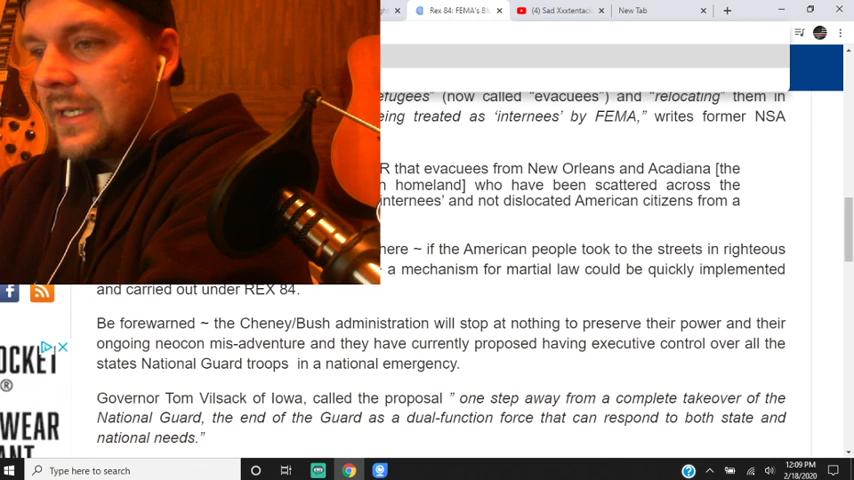 ight
Rex 84: FEMA's Bl
(4) Sad Xxxtentaci
New Tab
efugees" (now called "evacuees") and "relocating" them in
eing treated as 'internees' by FEMA," writes former NSA
R that evacuees from New Orleans and Acadiana [the
n homeland] who have been scattered across the
internees' and not dislocated American citizens from a
here ~ if the American people took to the streets in righteous
a mechanism for martial law could be quickly implemented
and carried out under REX 84.
Be forewarned ~ the Cheney/Bush administration will stop at nothing to preserve their power and their
ongoing neocon mis-adventure and they have currently proposed having executive control over all the
states National Guard troops in a national emergency.
OCKET
®
WEAR
ANT
Governor Tom Vilsack of Iowa, called the proposal " one step away from a complete takeover of the
National Guard, the end of the Guard as a dual-function force that can respond to both state and
national needs."
Type here to search
12:09 PM
2/18/2020